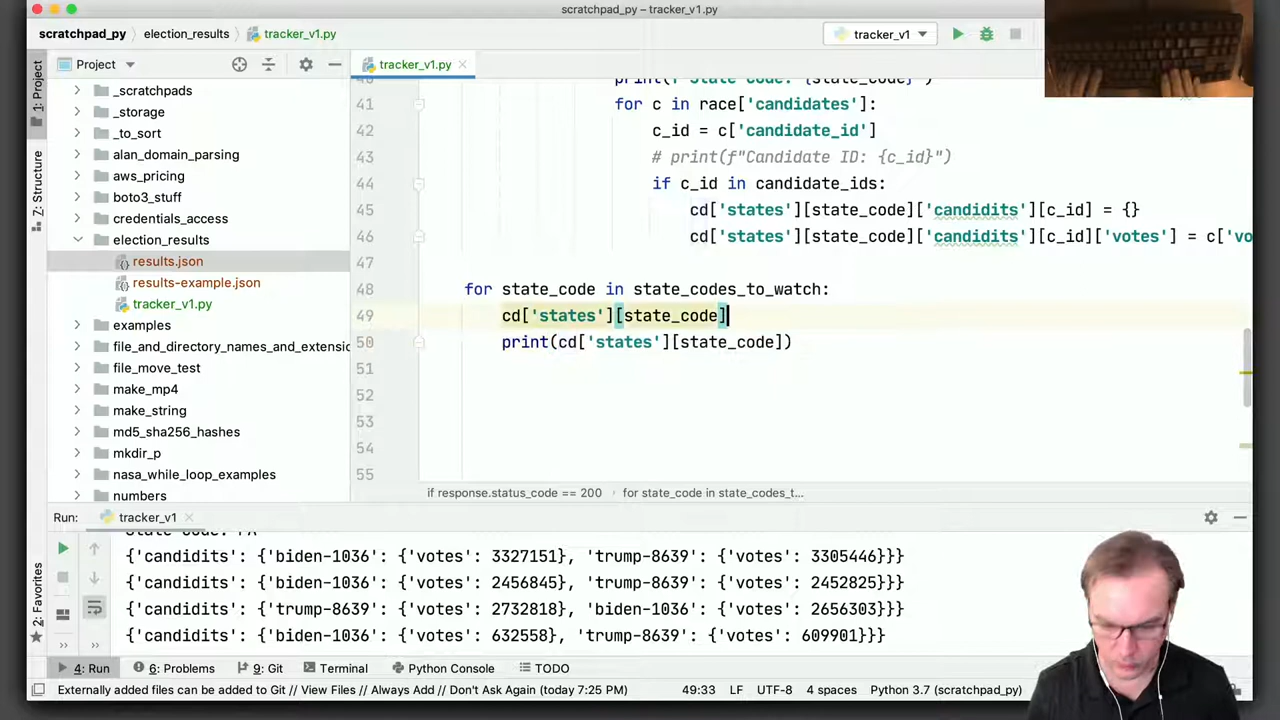 scratchpad_py – tracker_v1.py
scratchpad_py
election_results
tracker_v1.py
tracker_v1
1: Project
Project
tracker_v1.py
_scratchpads
_storage
_to_sort
alan_domain_parsing
aws_pricing
boto3_stuff
credentials_access
election_results
results.json
results-example.json
tracker_v1.py
examples
file_and_directory_names_and_extensio
file_move_test
make_mp4
make_string
md5_sha256_hashes
mkdir_p
nasa_while_loop_examples
numbers
Z: Structure
2: Favorites
print(f"State Code: {state_code}")
41 for c in race['candidates']:
42 c_id = c['candidate_id']
43 # print(f"Candidate ID: {c_id}")
44 if c_id in candidate_ids:
45 cd['states'][state_code]['candidits'][c_id] = {}
46 cd['states'][state_code]['candidits'][c_id]['votes'] = c['vo
47
48 for state_code in state_codes_to_watch:
49 cd['states'][state_code]
50 print(cd['states'][state_code])
51
52
53
54
55
if response.status_code == 200 › for state_code in state_codes_t...
Run: tracker_v1
{'candidits': {'biden-1036': {'votes': 3327151}, 'trump-8639': {'votes': 3305446}}}
{'candidits': {'biden-1036': {'votes': 2456845}, 'trump-8639': {'votes': 2452825}}}
{'candidits': {'trump-8639': {'votes': 2732818}, 'biden-1036': {'votes': 2656303}}}
{'candidits': {'biden-1036': {'votes': 632558}, 'trump-8639': {'votes': 609901}}}
4: Run
6: Problems
9: Git
Terminal
Python Console
TODO
Externally added files can be added to Git // View Files // Always Add // Don't Ask Again (today 7:25 PM)
49:33 LF UTF-8 4 spaces Python 3.7 (scratchpad_py)